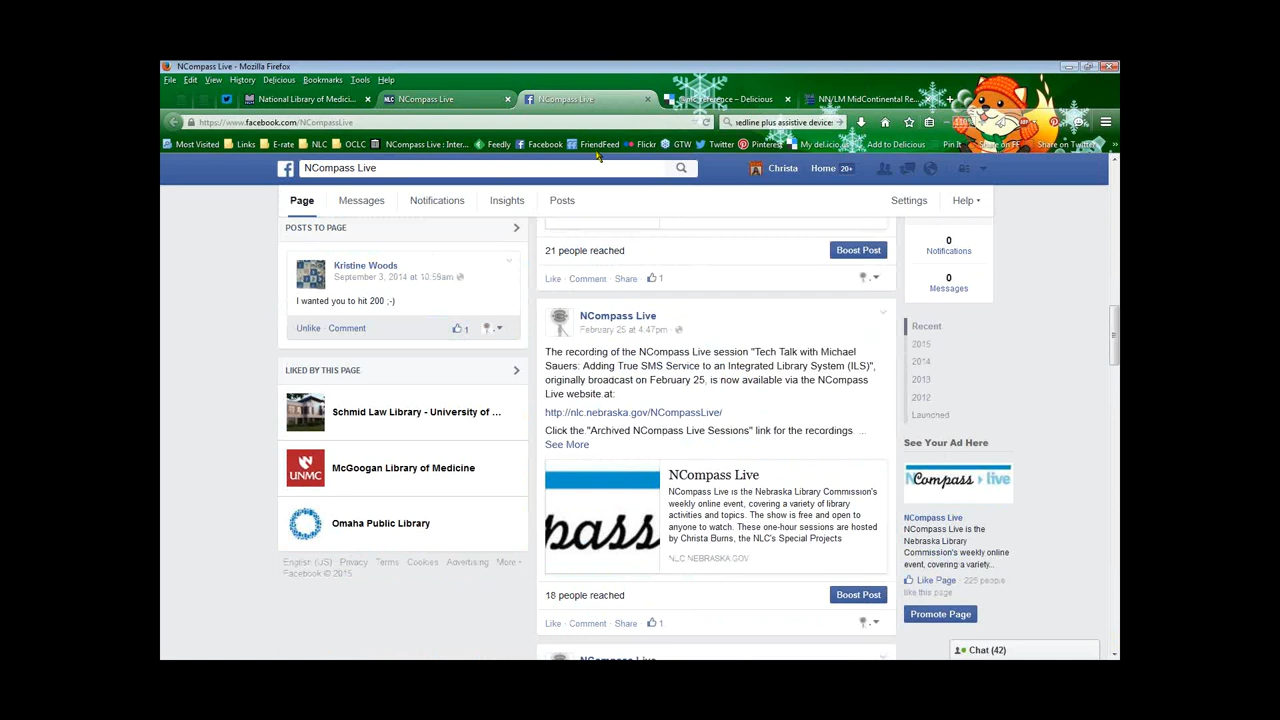 NCompass Live - Mozilla Firefox
File Edit View History Delicious Bookmarks Tools Help
National Library of Medici...
NLC NCompass Live
NCompass Live
reference – Delicious
NN/LM MidContinental Re...
https://www.facebook.com/NCompassLive
edline plus assistive device
Most Visited Links E-rate NLC OCLC NCompass Live : Inter... Feedly Facebook FriendFeed Flickr GTW Twitter Pinterest My del.icio. Add to Delicious Pin It Share on FF Share on Twitter
NCompass Live
Christa Home 20+
Page Messages Notifications Insights Posts Settings Help
POSTS TO PAGE
Kristine Woods
September 3, 2014 at 10:59am
I wanted you to hit 200 ;-)
Unlike · Comment 1
LIKED BY THIS PAGE
Schmid Law Library - University of ...
UNMC
McGoogan Library of Medicine
Omaha Public Library
English (US) · Privacy · Terms · Cookies · Advertising · More
Facebook © 2015
21 people reached
Boost Post
Like · Comment · Share 1
NCompass Live
February 25 at 4:47pm
The recording of the NCompass Live session "Tech Talk with Michael
Sauers: Adding True SMS Service to an Integrated Library System (ILS)",
originally broadcast on February 25, is now available via the NCompass
Live website at:
http://nlc.nebraska.gov/NCompassLive/
Click the "Archived NCompass Live Sessions" link for the recordings ...
See More
pass
NCompass Live
NCompass Live is the Nebraska Library Commission's
weekly online event, covering a variety of library
activities and topics. The show is free and open to
anyone to watch. These one-hour sessions are hosted
by Christa Burns, the NLC's Special Projects
NLC.NEBRASKA.GOV
18 people reached
Boost Post
Like · Comment · Share 1
NCompass Live
0
Notifications
0
Messages
Recent
2015
2014
2013
2012
Launched
See Your Ad Here
NCompass live
NCompass Live
NCompass Live is the
Nebraska Library
Commission's weekly online
event, covering a variety...
Like Page · 225 people
like this page
Promote Page
Chat (42)